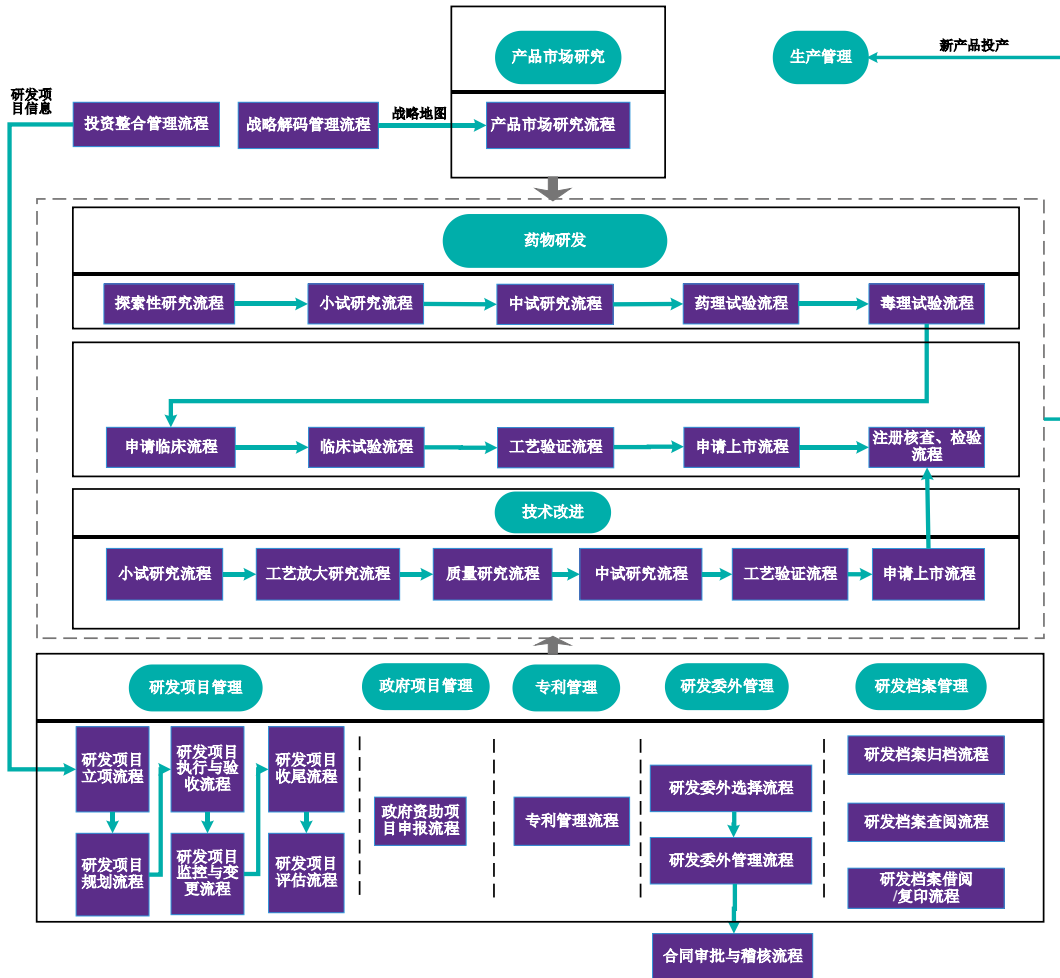 产品市场研究
生产管理
新产品投产
研发项
目信息
投资整合管理流程
战略解码管理流程
战略地图
产品市场研究流程
药物研发
探索性研究流程
小试研究流程
中试研究流程
药理试验流程
毒理试验流程
申请临床流程
临床试验流程
工艺验证流程
申请上市流程
注册核查、检验
流程
技术改进
小试研究流程
工艺放大研究流程
质量研究流程
中试研究流程
工艺验证流程
申请上市流程
研发项目管理
政府项目管理
专利管理
研发委外管理
研发档案管理
研发项目
立项流程
研发项目
执行与验
收流程
研发项目
收尾流程
研发项目
规划流程
研发项目
监控与变
更流程
研发项目
评估流程
政府资助项
目申报流程
专利管理流程
研发委外选择流程
研发委外管理流程
合同审批与稽核流程
研发档案归档流程
研发档案查阅流程
研发档案借阅
/复印流程